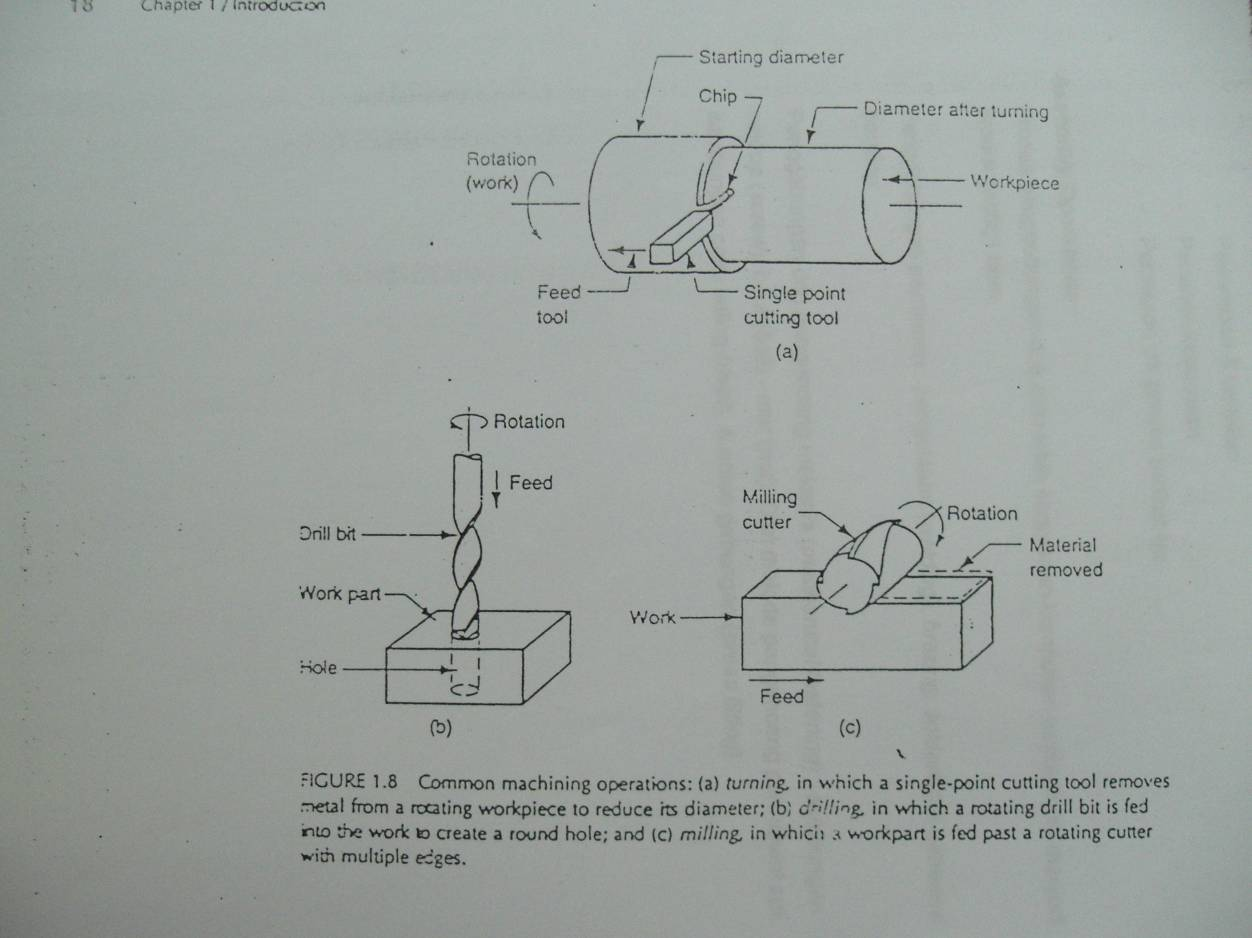 18 Chapter 1 / Introduction
Starting diameter
Chip
Diameter after turning
Rotation
(work)
Workpiece
Feed
tool
Single point
cutting tool
(a)
Rotation
Feed
Drill bit
Work part
Hole
(b)
Milling
cutter
Rotation
Material
removed
Work
Feed
(c)
FIGURE 1.8 Common machining operations: (a) turning, in which a single-point cutting tool removes
metal from a rotating workpiece to reduce its diameter; (b) drilling, in which a rotating drill bit is fed
into the work to create a round hole; and (c) milling, in which a workpart is fed past a rotating cutter
with multiple edges.